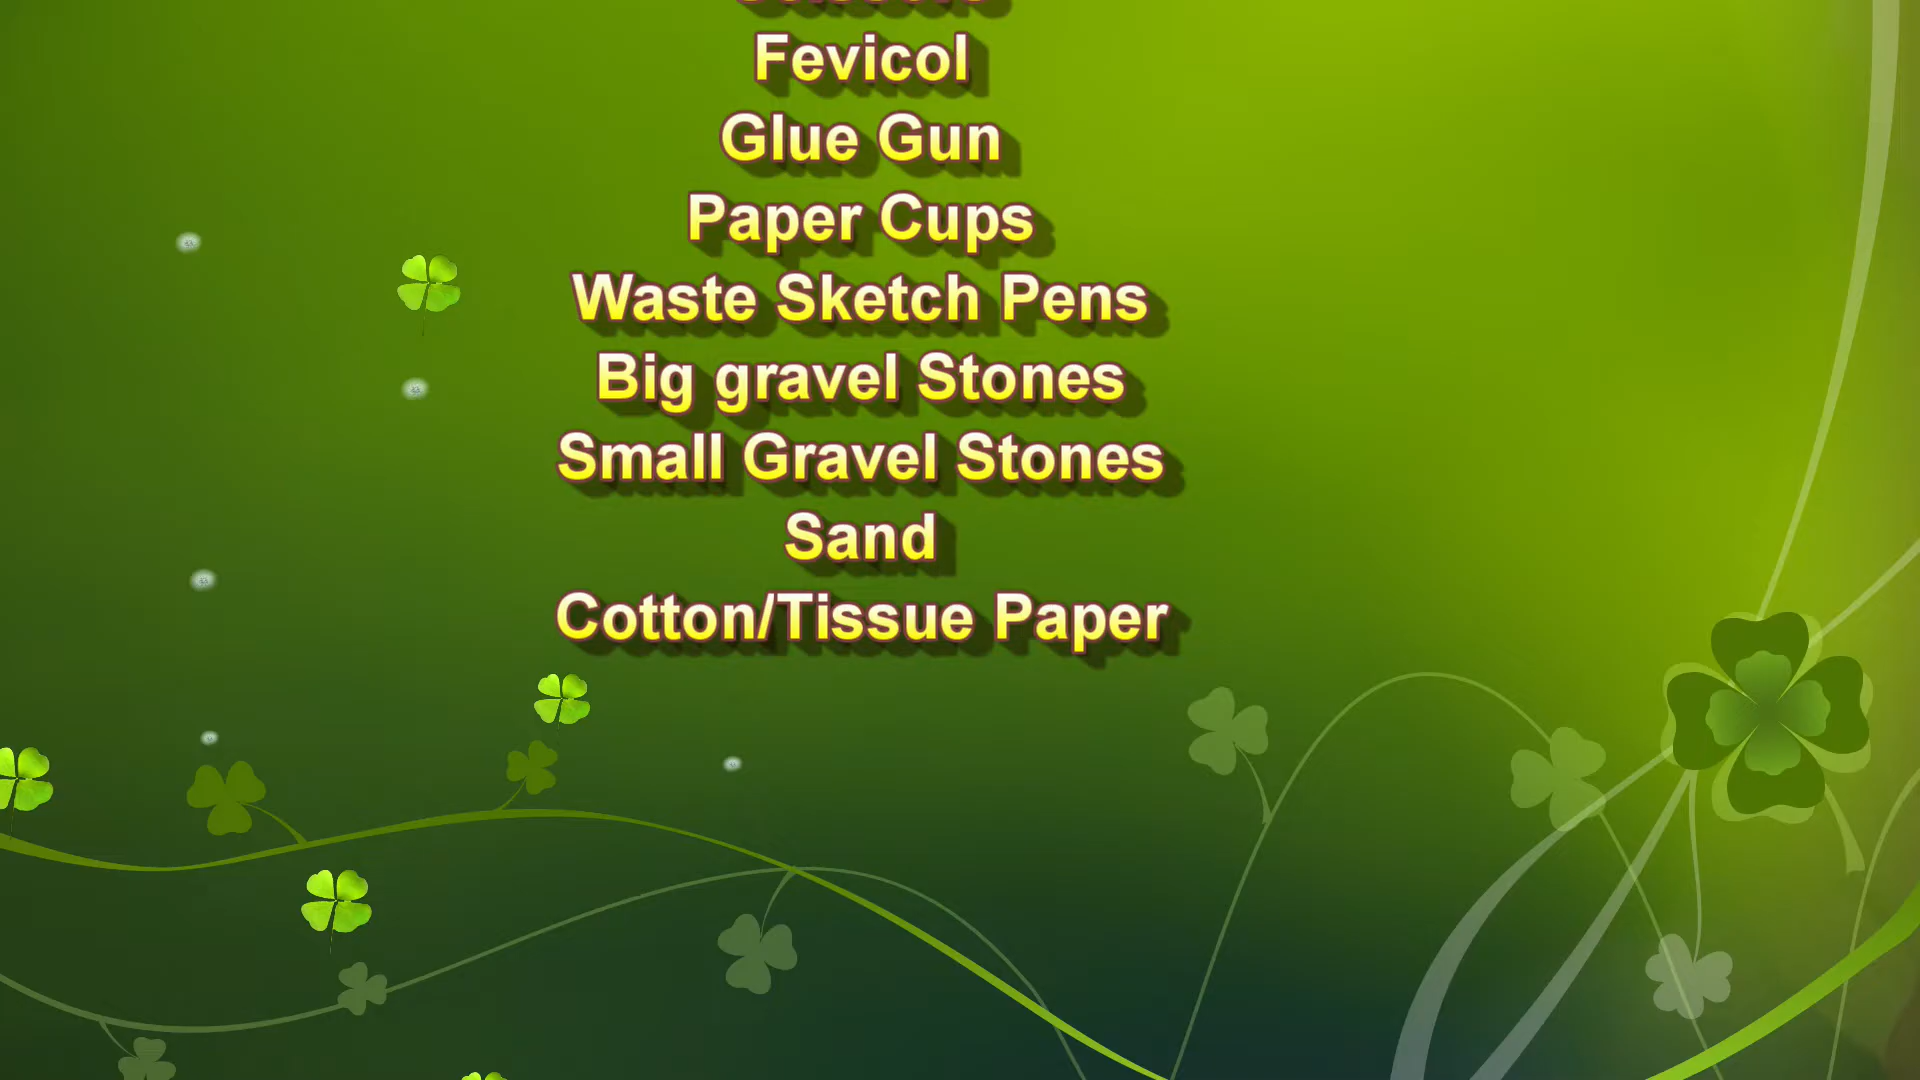 Fevicol
Glue Gun
Paper Cups
Waste Sketch Pens
Big gravel Stones
Small Gravel Stones
Sand
Cotton/Tissue Paper